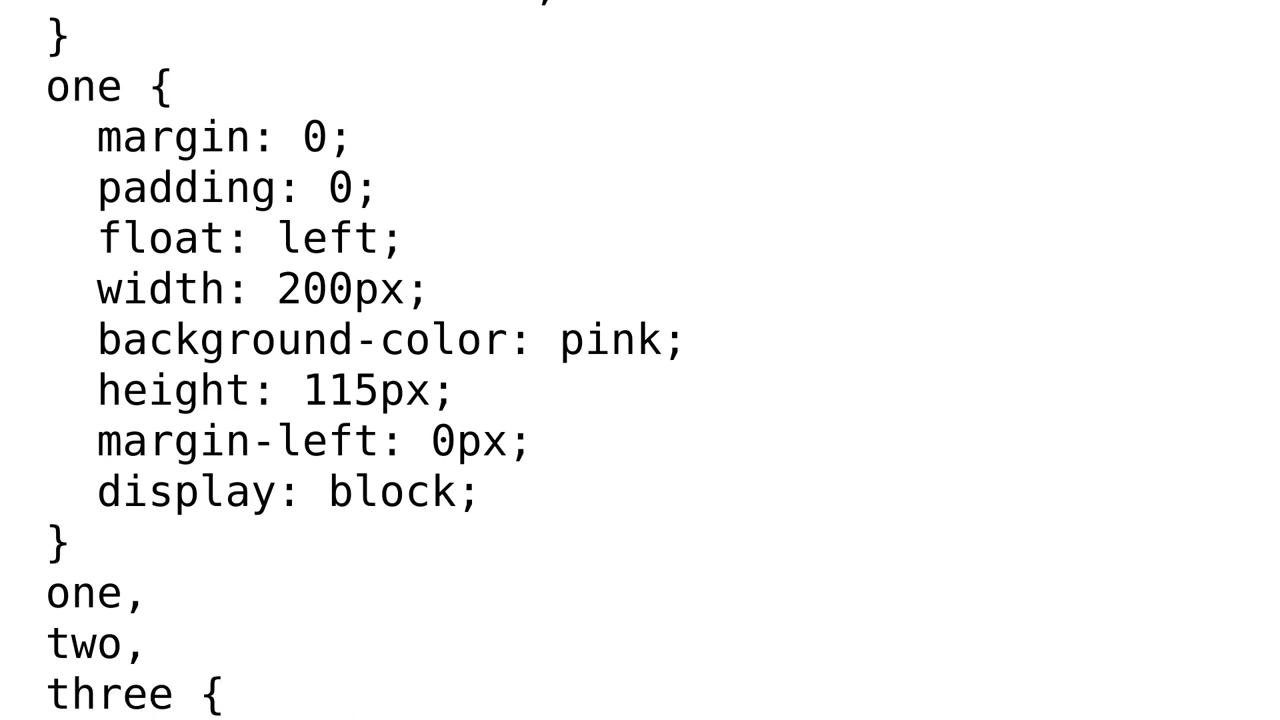 }
one {
  margin: 0;
  padding: 0;
  float: left;
  width: 200px;
  background-color: pink;
  height: 115px;
  margin-left: 0px;
  display: block;
}
one,
two,
three {